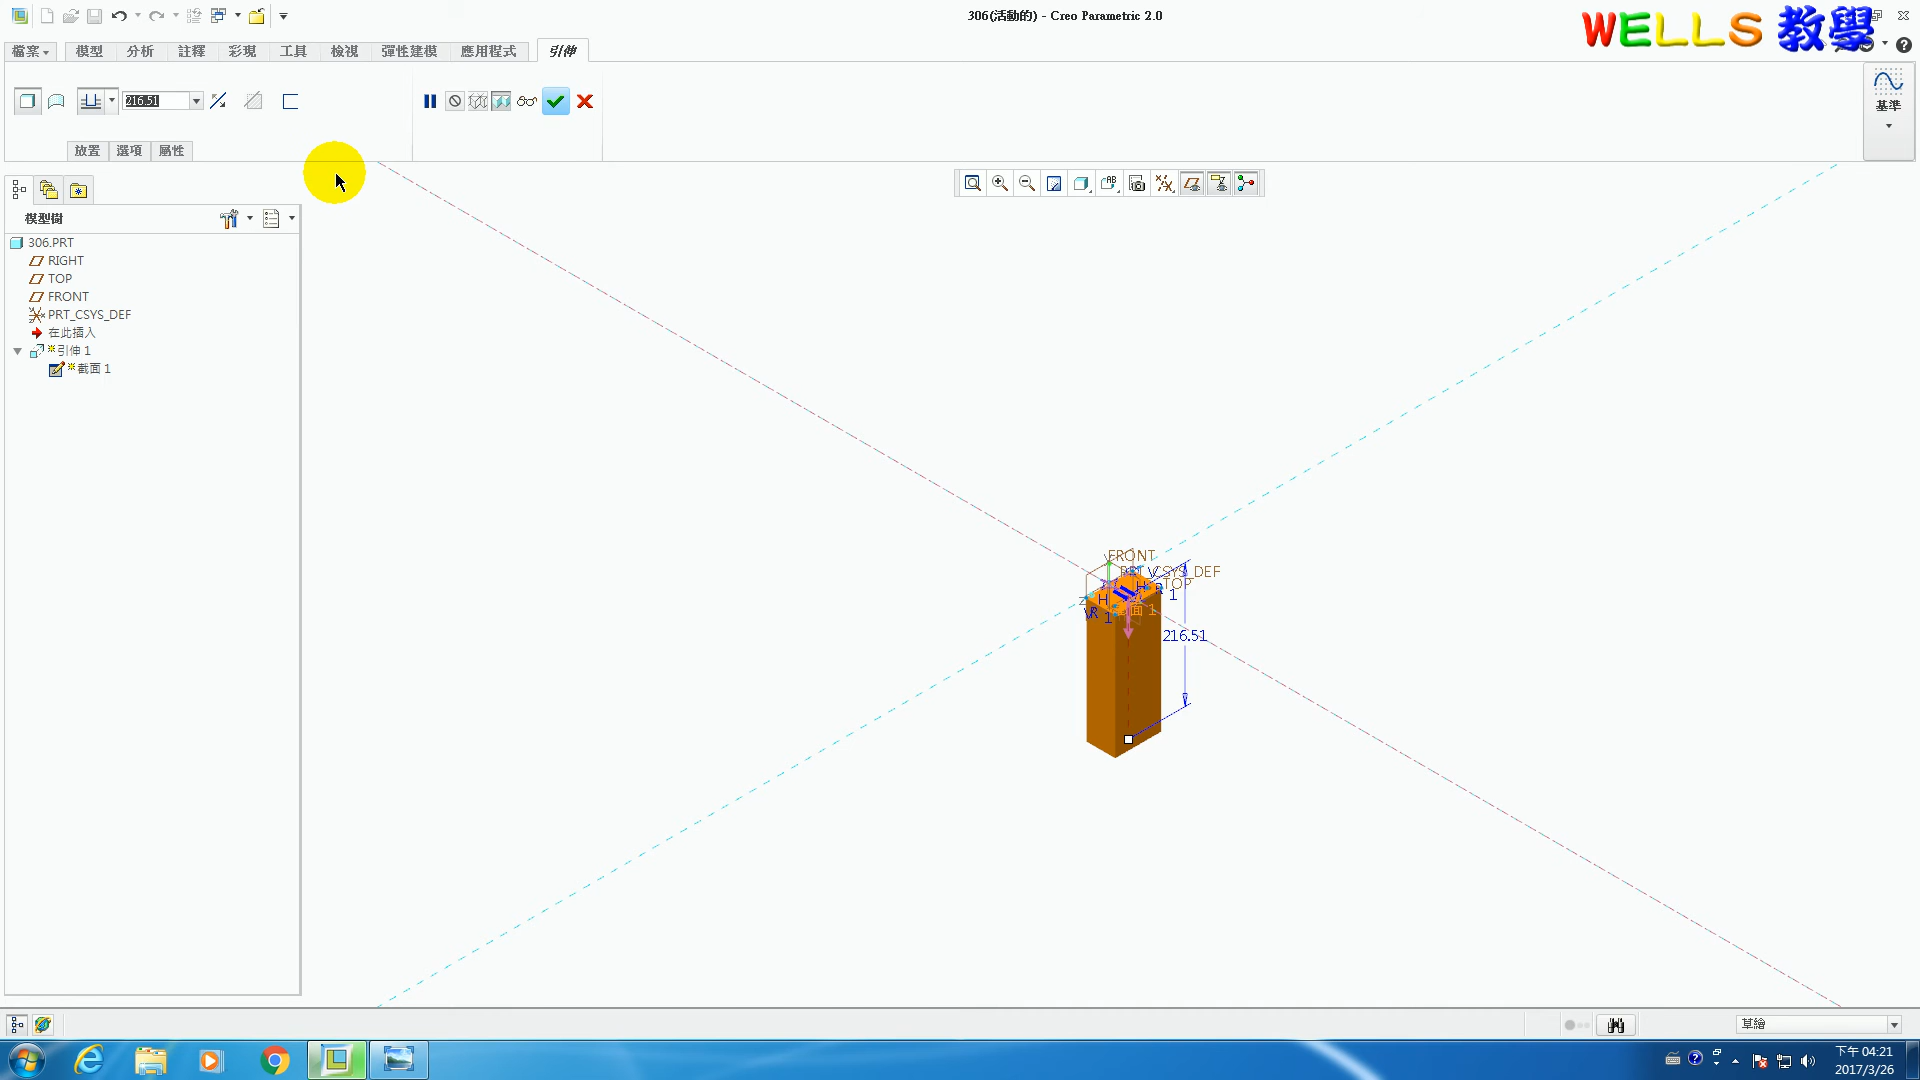 306(活動的) - Creo Parametric 2.0
WELLS 教學
檔案 模型 分析 註釋 彩現 工具 檢視 彈性建模 應用程式 引伸
216.51
基準
放置 選項 屬性
模型樹
306.PRT
RIGHT
TOP
FRONT
PRT_CSYS_DEF
在此插入
引伸 1
截面 1
FRONT
PRT_CSYS_DEF
TOP
H
1
216.51
草繪
下午 04:21
2017/3/26